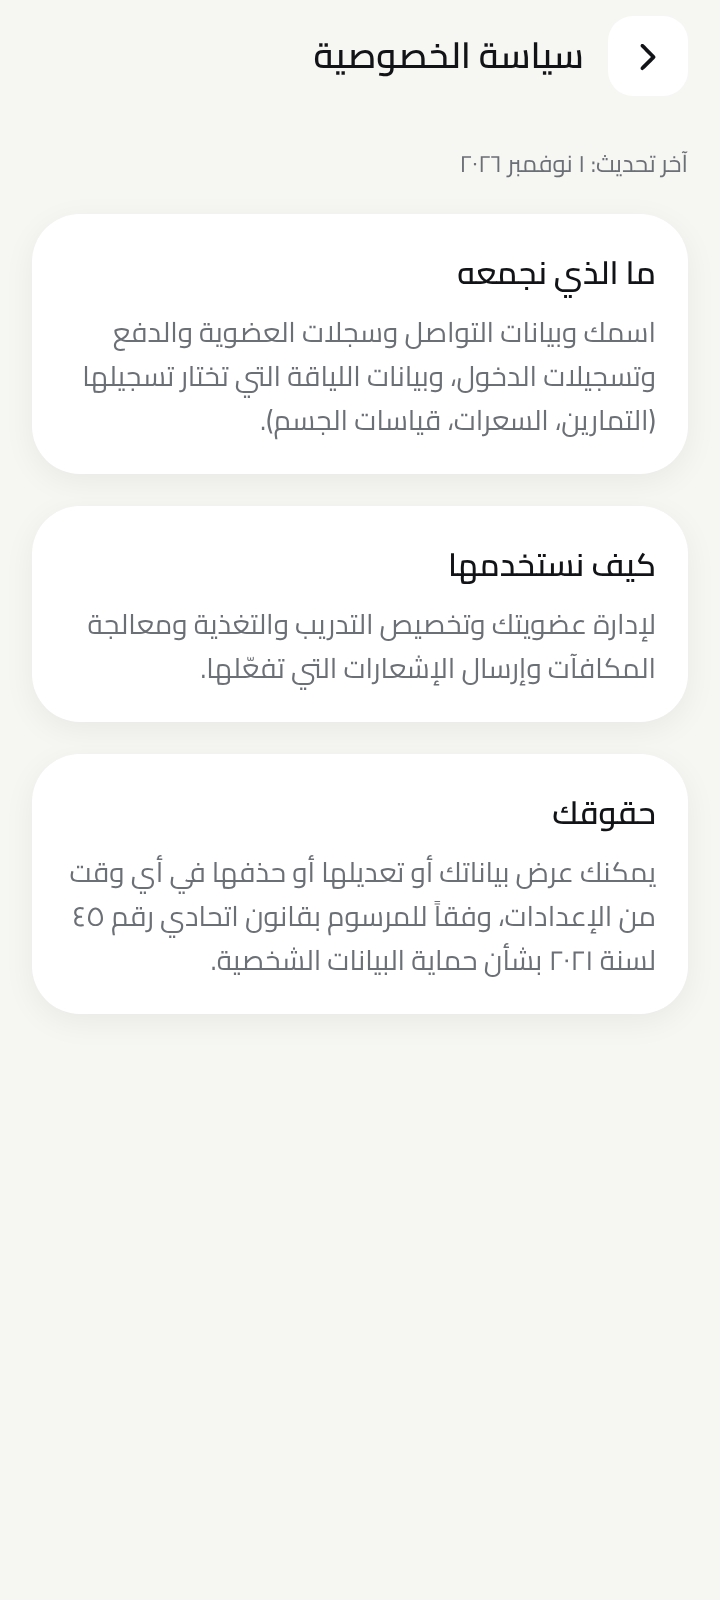 سياسة الخصوصية
آخر تحديث: ١ نوفمبر ٢٠٢٦
ما الذي نجمعه
اسمك وبيانات التواصل وسجلات العضوية والدفع
وتسجيلات الدخول، وبيانات اللياقة التي تختار تسجيلها
(التمارين، السعرات، قياسات الجسم).
كيف نستخدمها
لإدارة عضويتك وتخصيص التدريب والتغذية ومعالجة
المكافآت وإرسال الإشعارات التي تفعّلها.
حقوقك
يمكنك عرض بياناتك أو تعديلها أو حذفها في أي وقت
من الإعدادات، وفقاً للمرسوم بقانون اتحادي رقم ٤٥
لسنة ٢٠٢١ بشأن حماية البيانات الشخصية.